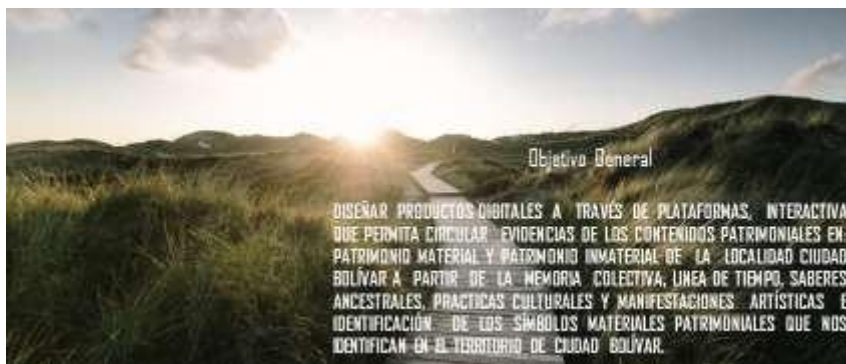 Objetivo General
DISEÑAR PRODUCTOS DIGITALES A TRAVÉS DE PLATAFORMAS, INTERACTIVA
QUE PERMITA CIRCULAR EVIDENCIAS DE LOS CONTENIDOS PATRIMONIALES EN
PATRIMONIO MATERIAL Y PATRIMONIO INMATERIAL DE LA LOCALIDAD CIUDAD
BOLÍVAR A PARTIR DE LA MEMORIA COLECTIVA, LINEA DE TIEMPO, SABERES
ANCESTRALES, PRACTICAS CULTURALES Y MANIFESTACIONES ARTÍSTICAS E
IDENTIFICACIÓN DE LOS SÍMBOLOS MATERIALES PATRIMONIALES QUE NOS
IDENTIFICAN EN EL TERRITORIO DE CIUDAD BOLÍVAR.